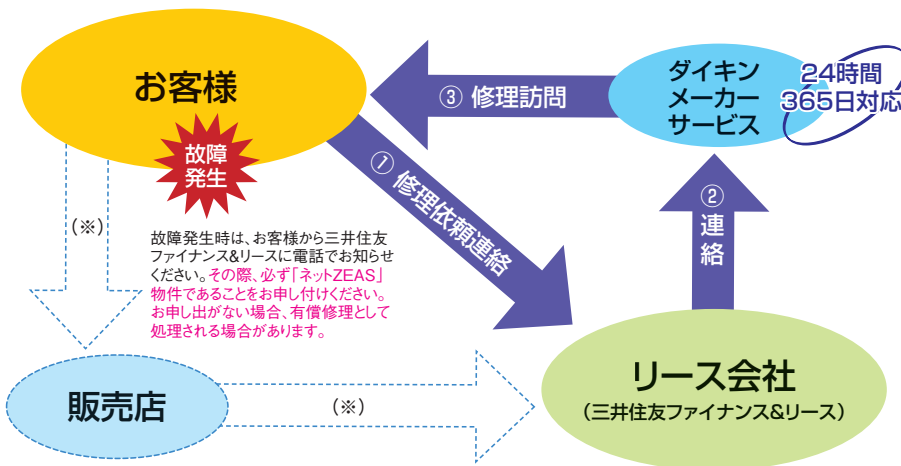 お客様
故障
発生
③ 修理訪問
ダイキン
メーカー
サービス
24時間
365日対応
① 修理依頼連絡
② 連絡
(※)
故障発生時は、お客様から三井住友
ファイナンス&リースに電話でお知らせ
ください。その際、必ず「ネットZEAS」
物件であることをお申し付けください。
お申し出がない場合、有償修理として
処理される場合があります。
販売店
(※)
リース会社
(三井住友ファイナンス&リース)